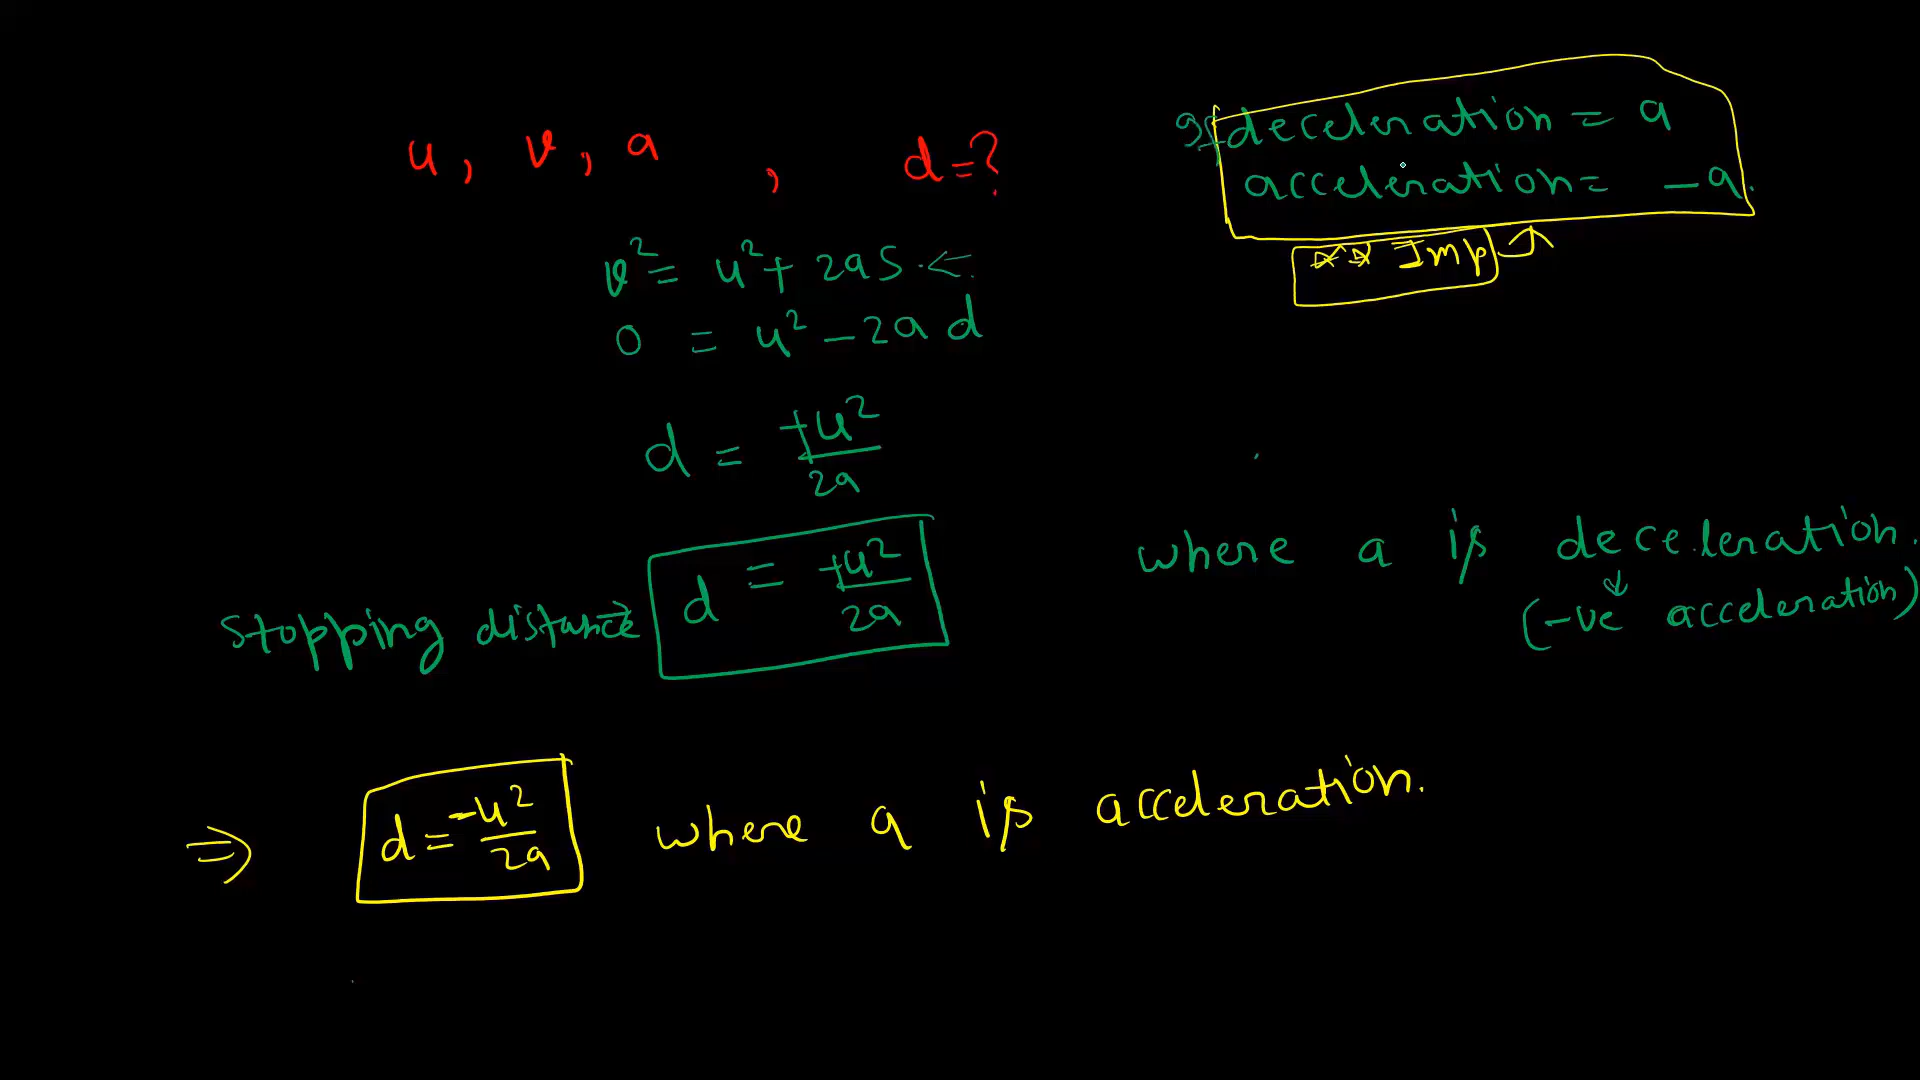 u, v, a, d=?
If deceleration = a
acceleration = -a.
** Imp
v² = u² + 2as.
0 = u² - 2ad
d = +u²/2a
Stopping distance → d = +u²/2a
where a is deceleration.
(-ve acceleration)
⇒ d = -u²/2a where a is acceleration.